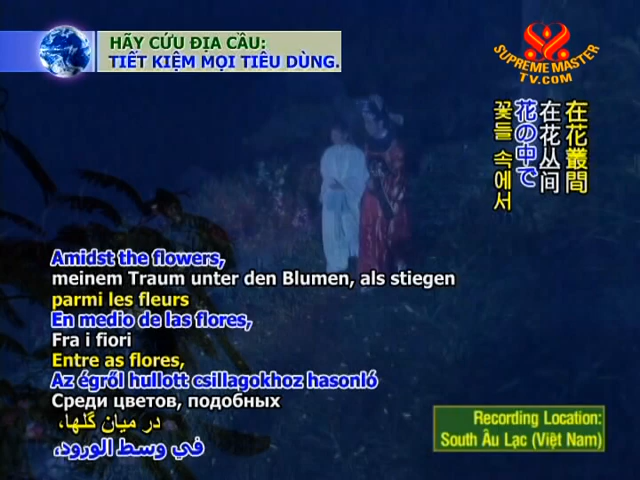 HÃY CỨU ĐỊA CẦU:
TIẾT KIỆM MỌI TIÊU DÙNG.
SUPREME MASTER
TV.COM
在花叢間
在花丛间
花の中で
꽃들 속에서
Amidst the flowers,
meinem Traum unter den Blumen, als stiegen
parmi les fleurs
En medio de las flores,
Fra i fiori
Entre as flores,
Az égről hullott csillagokhoz hasonló
Среди цветов, подобных
در میان گلها،
في وسط الورود،
Recording Location:
South Âu Lạc (Việt Nam)